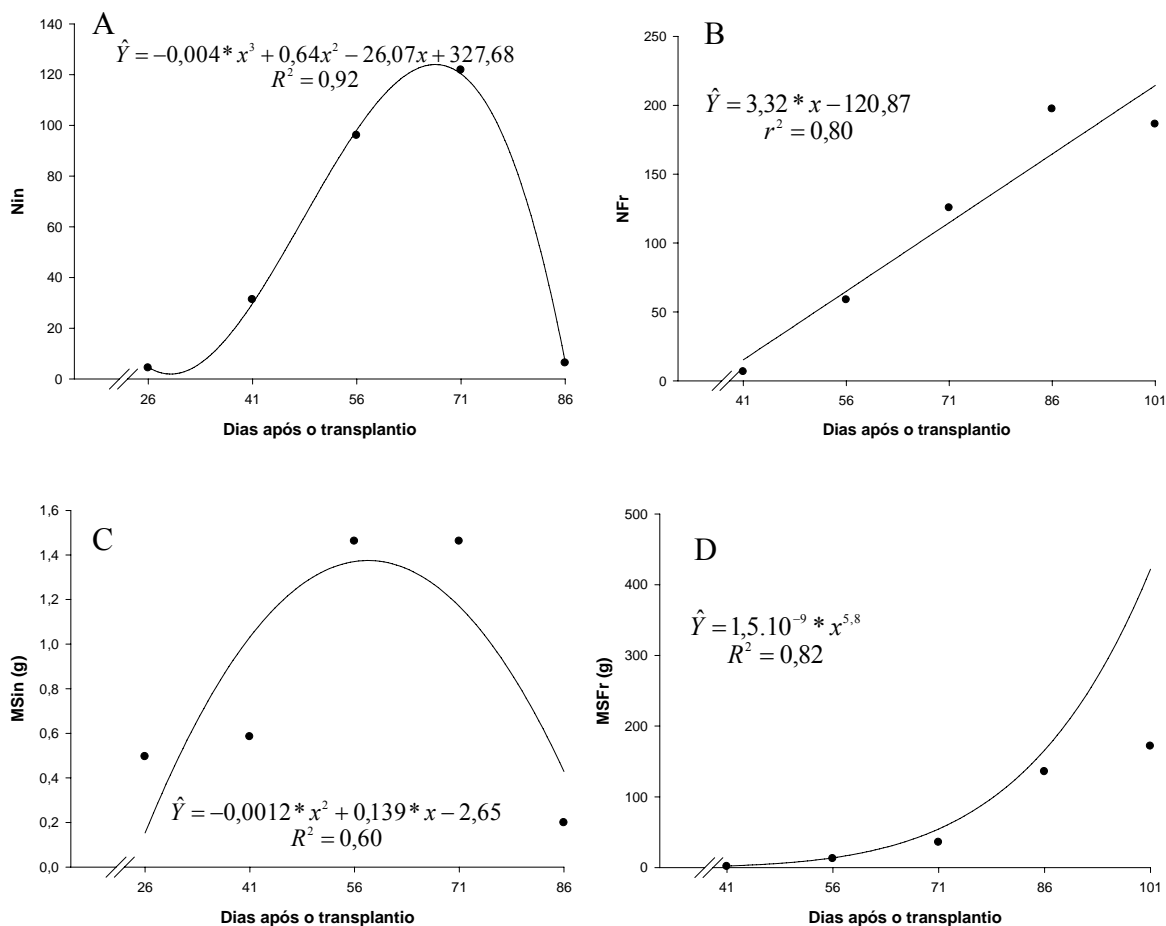 A
Ŷ = −0,004* x³ + 0,64x² − 26,07x + 327,68
R² = 0,92
140
120
100
80
60
40
20
0
Nin
26 41 56 71 86
Dias após o transplantio
B
Ŷ = 3,32* x − 120,87
r² = 0,80
250
200
150
100
50
0
NFr
41 56 71 86 101
Dias após o transplantio
C
1,6
1,4
1,2
1,0
0,8
0,6
0,4
0,2
0,0
MSin (g)
Ŷ = −0,0012* x² + 0,139* x − 2,65
R² = 0,60
26 41 56 71 86
Dias após o transplantio
D
Ŷ = 1,5.10⁻⁹ * x⁵,⁸
R² = 0,82
500
400
300
200
100
0
MSFr (g)
41 56 71 86 101
Dias após o transplantio